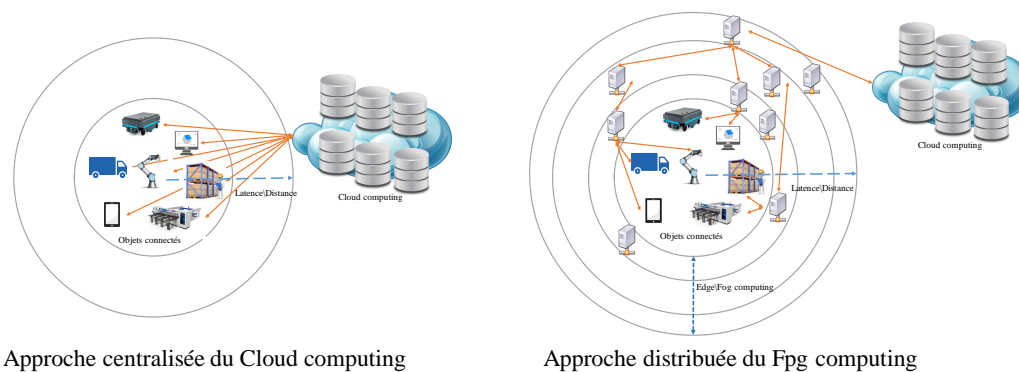 Cloud computing
Latence\Distance
Objets connectés
Cloud computing
Latence\Distance
Objets connectés
Edge\Fog computing
Approche centralisée du Cloud computing
Approche distribuée du Fpg computing